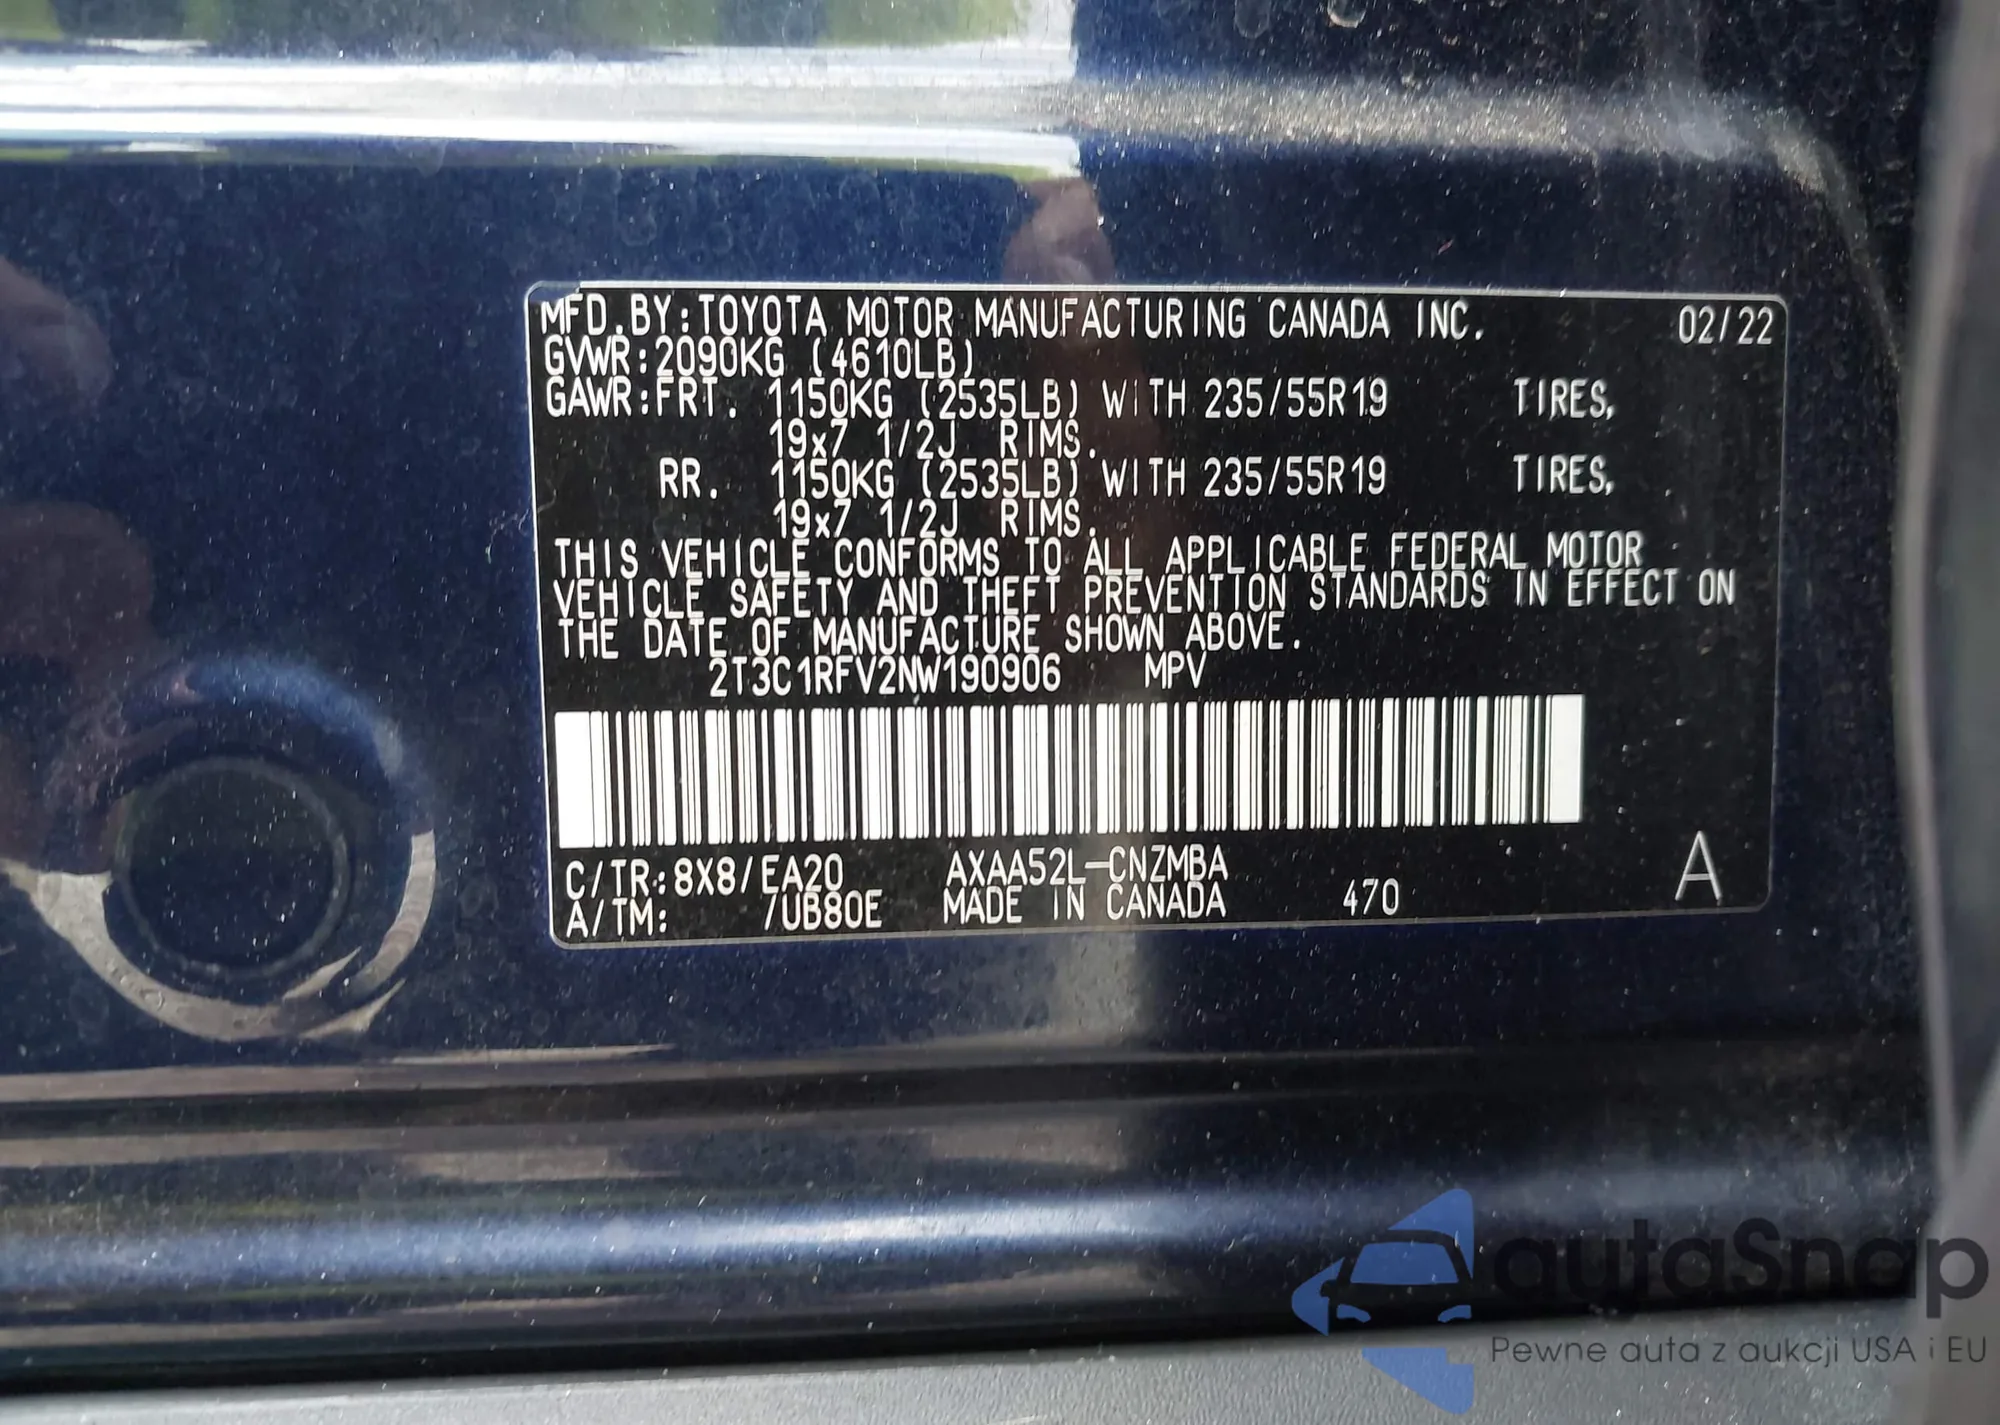 MFD.BY:TOYOTA MOTOR MANUFACTURING CANADA INC. 02/22
GVWR:2090KG (4610LB)
GAWR:FRT. 1150KG (2535LB) WITH 235/55R19 TIRES,
19x7 1/2J RIMS.
RR. 1150KG (2535LB) WITH 235/55R19 TIRES,
19x7 1/2J RIMS.
THIS VEHICLE CONFORMS TO ALL APPLICABLE FEDERAL MOTOR
VEHICLE SAFETY AND THEFT PREVENTION STANDARDS IN EFFECT ON
THE DATE OF MANUFACTURE SHOWN ABOVE.
2T3C1RFV2NW190906 MPV
C/TR:8X8/EA20 AXAA52L-CNZMBA
A/TM: /UB80E MADE IN CANADA 470 A
autaSnap
Pewne auta z aukcji USA i EU